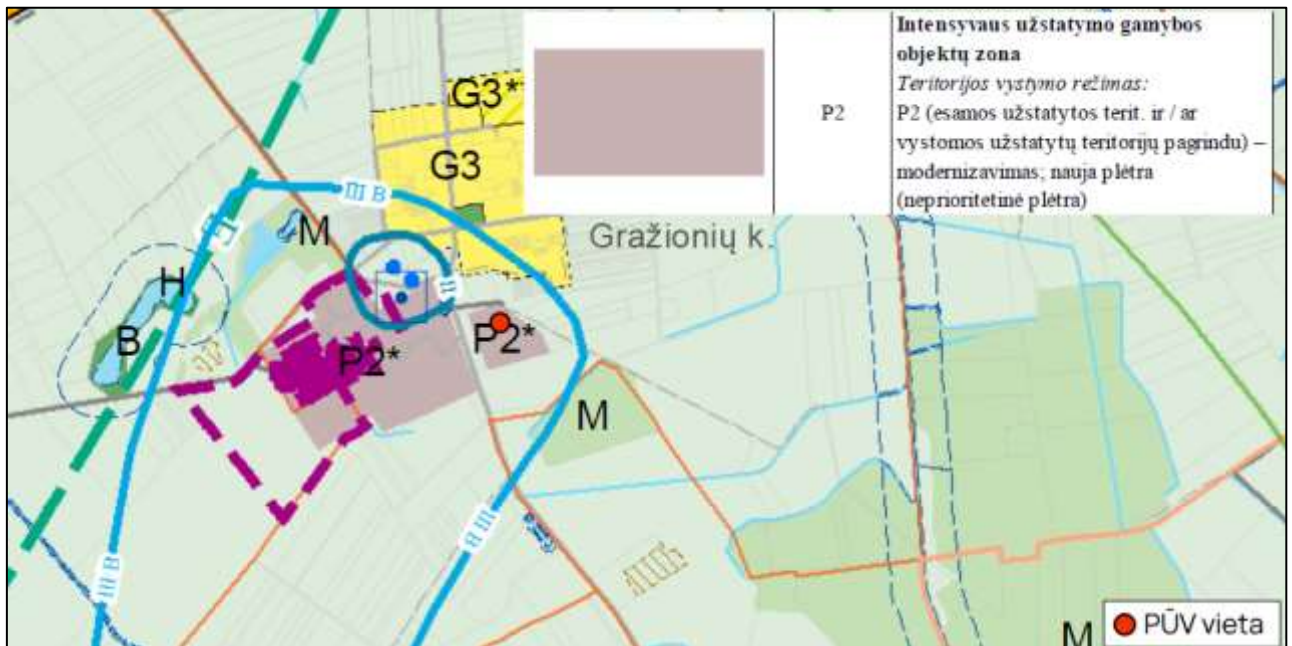 Intensyvaus užstatymo gamybos
objektų zona
Teritorijos vystymo režimas:
P2
P2 (esamos užstatytos terit. ir / ar
vystomos užstatytų teritorijų pagrindu) –
modernizavimas; nauja plėtra
(neprioritetinė plėtra)
G3*
G3
III B
M
Gražionių k.
H
II
B
P2*
P2*
M
III B
III B
M
PŪV vieta